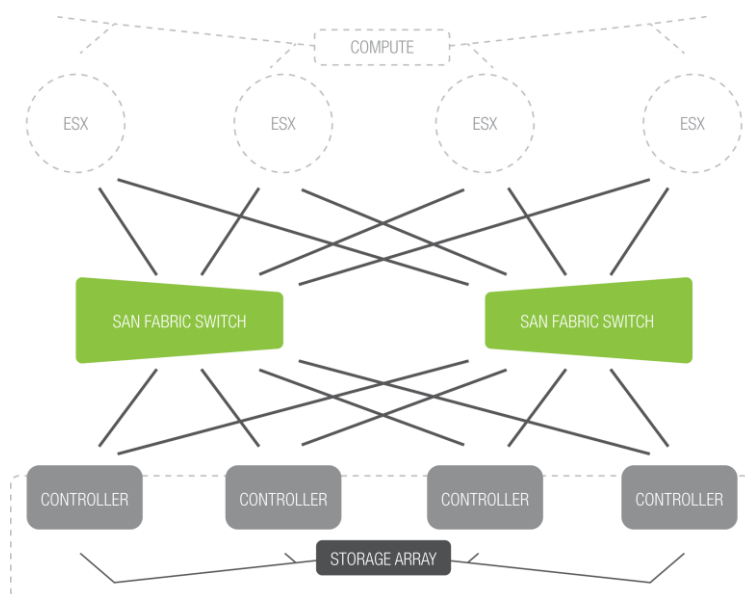 COMPUTE
ESX
ESX
ESX
ESX
SAN FABRIC SWITCH
SAN FABRIC SWITCH
CONTROLLER
CONTROLLER
CONTROLLER
CONTROLLER
STORAGE ARRAY